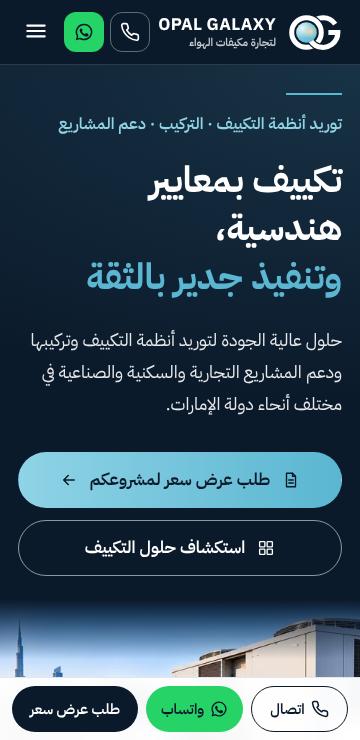 OPAL GALAXY
لتجارة مكيفات الهواء
توريد أنظمة التكييف · التركيب · دعم المشاريع
تكييف بمعايير
هندسية،
وتنفيذ جدير بالثقة
حلول عالية الجودة لتوريد أنظمة التكييف وتركيبها
ودعم المشاريع التجارية والسكنية والصناعية في
مختلف أنحاء دولة الإمارات.
طلب عرض سعر لمشروعكم
استكشاف حلول التكييف
اتصال
واتساب
طلب عرض سعر